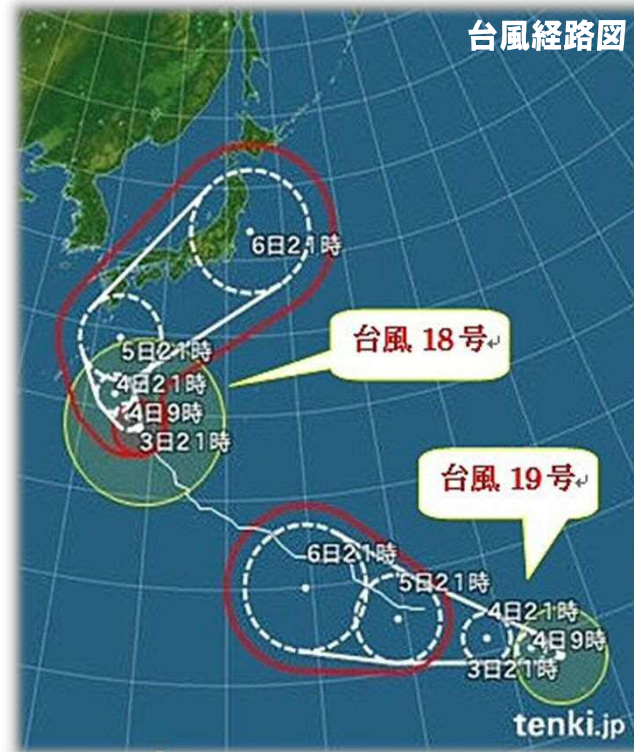 台風経路図
6日21時
台風 18号
5日21時
4日21時
4日9時
3日21時
台風 19号
6日21時
5日21時
4日21時
4日9時
3日21時
tenki.jp